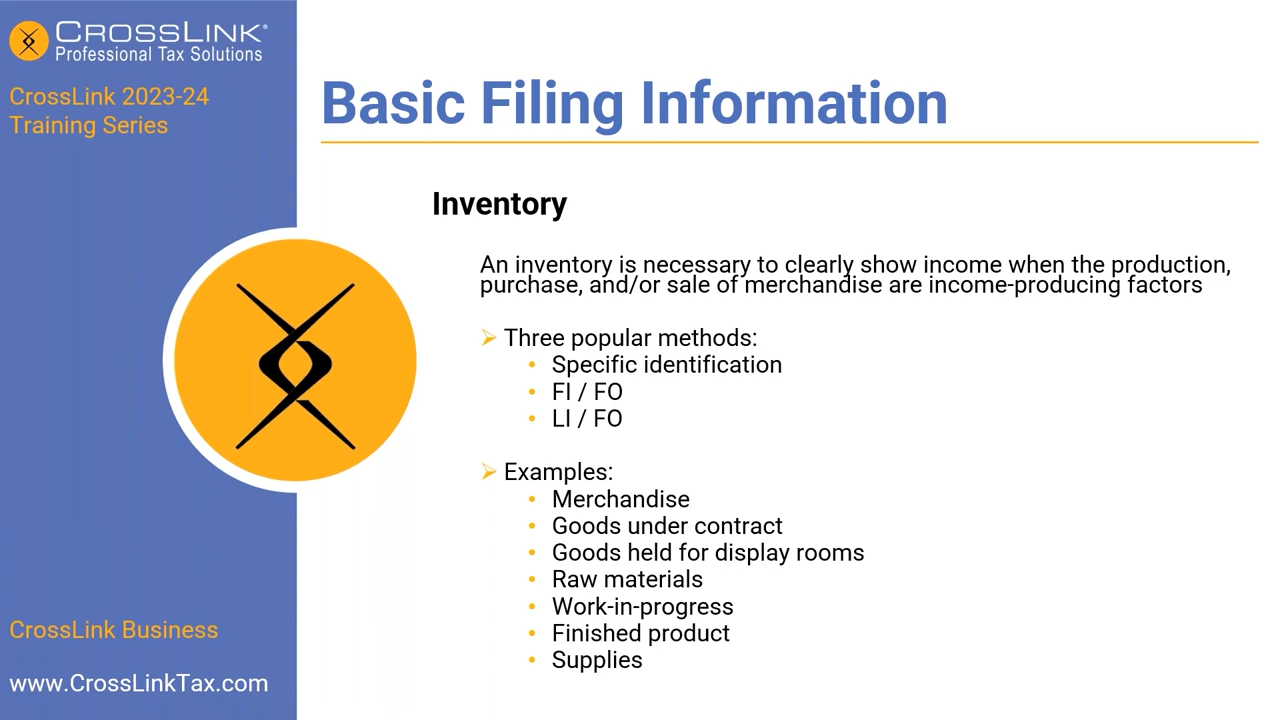 CROSSLINK®
Professional Tax Solutions
CrossLink 2023-24
Training Series
Basic Filing Information
Inventory
An inventory is necessary to clearly show income when the production,
purchase, and/or sale of merchandise are income-producing factors
Three popular methods:
Specific identification
FI / FO
LI / FO
Examples:
Merchandise
Goods under contract
Goods held for display rooms
Raw materials
Work-in-progress
Finished product
Supplies
CrossLink Business
www.CrossLinkTax.com